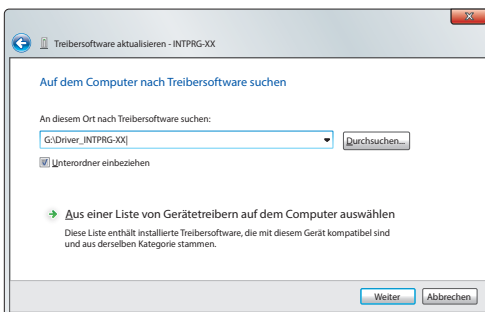 Treibersoftware aktualisieren - INTPRG-XX
Auf dem Computer nach Treibersoftware suchen
An diesem Ort nach Treibersoftware suchen:
G:\Driver_INTPRG-XX|
Durchsuchen...
Unterordner einbeziehen
Aus einer Liste von Gerätetreibern auf dem Computer auswählen
Diese Liste enthält installierte Treibersoftware, die mit diesem Gerät kompatibel sind
und aus derselben Kategorie stammen.
Weiter Abbrechen